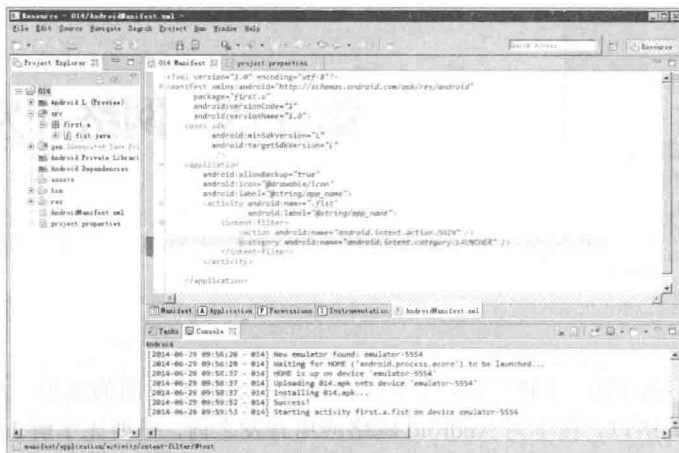 Resource - 014/AndroidManifest.xml -
File Edit Source Navigate Search Project Run Window Help
Quick Access
Resource
Project Explorer
014
Android L (Preview)
src
first.a
fist.java
gen [Generated Java Fil
Android Private Librari
Android Dependencies
assets
bin
res
AndroidManifest.xml
project.properties
014 Manifest
project.properties
<?xml version="1.0" encoding="utf-8"?>
<manifest xmlns:android="http://schemas.android.com/apk/res/android"
package="first.a"
android:versionCode="1"
android:versionName="1.0">
<uses-sdk
android:minSdkVersion="L"
android:targetSdkVersion="L"
/>
<application
android:allowBackup="true"
android:icon="@drawable/icon"
android:label="@string/app_name">
<activity android:name=".fist"
android:label="@string/app_name">
<intent-filter>
<action android:name="android.intent.action.MAIN" />
<category android:name="android.intent.category.LAUNCHER" />
</intent-filter>
</activity>
</application>
Manifest Application Permissions Instrumentation AndroidManifest.xml
Tasks Console
Android
[2014-06-29 09:56:20 - 014] New emulator found: emulator-5554
[2014-06-29 09:56:20 - 014] Waiting for HOME ('android.process.acore') to be launched...
[2014-06-29 09:58:37 - 014] HOME is up on device 'emulator-5554'
[2014-06-29 09:58:37 - 014] Uploading 014.apk onto device 'emulator-5554'
[2014-06-29 09:58:37 - 014] Installing 014.apk...
[2014-06-29 09:59:52 - 014] Success!
[2014-06-29 09:59:53 - 014] Starting activity first.a.fist on device emulator-5554
manifest/application/activity/intent-filter/#text